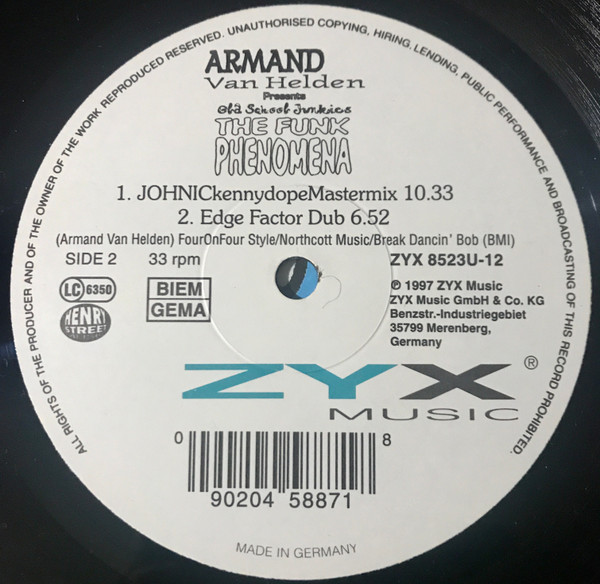 ALL RIGHTS OF THE PRODUCER AND OF THE OWNER OF THE WORK REPRODUCED RESERVED. UNAUTHORISED COPYING, HIRING, LENDING, PUBLIC PERFORMANCE AND BROADCASTING OF THIS RECORD PROHIBITED.
ARMAND
Van Helden
Presents
Old School Junkies
THE FUNK
PHENOMENA
1. JOHNICkennydopeMastermix 10.33
2. Edge Factor Dub 6.52
(Armand Van Helden) FourOnFour Style/Northcott Music/Break Dancin' Bob (BMI)
SIDE 2 33 rpm ZYX 8523U-12
LC 6350
BIEM
GEMA
HENRY
STREET
℗ 1997 ZYX Music
ZYX Music GmbH & Co. KG
Benzstr.-Industriegebiet
35799 Merenberg,
Germany
ZYX®
MUSIC
0 90204 58871 8
MADE IN GERMANY